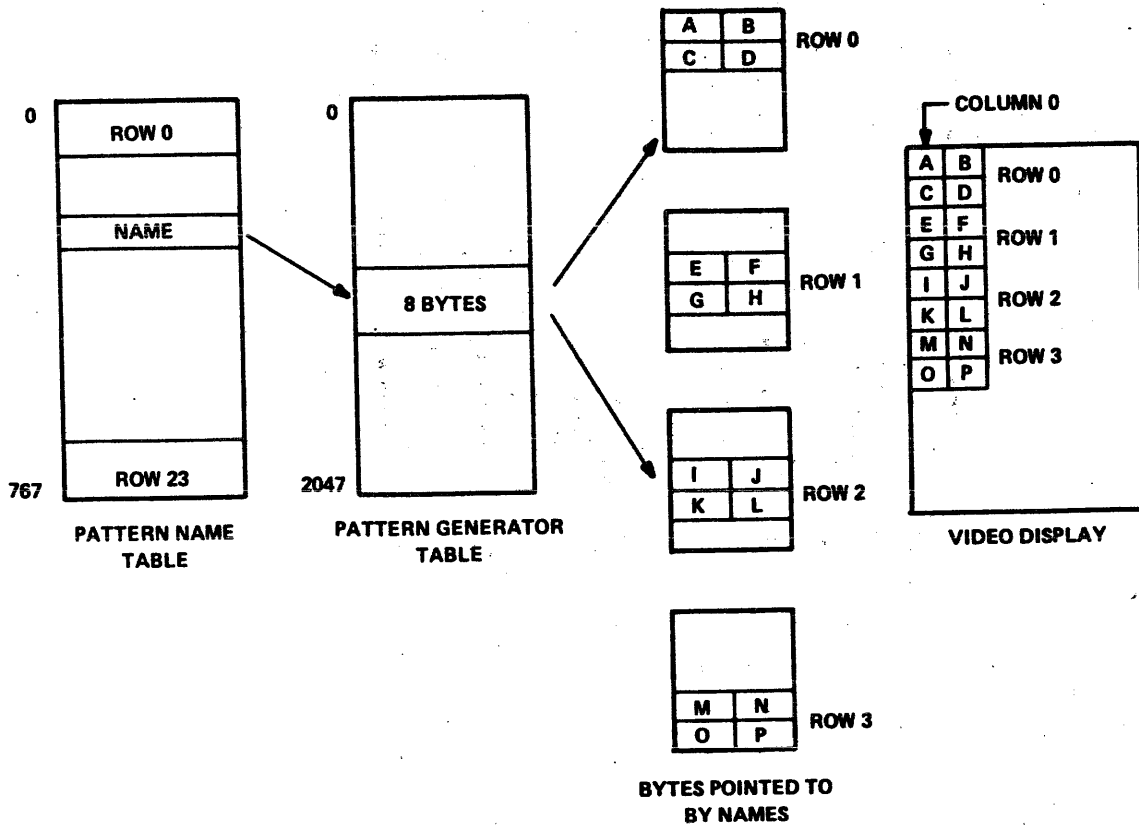 0
ROW 0
NAME
ROW 23
767
PATTERN NAME
TABLE
0
8 BYTES
2047
PATTERN GENERATOR
TABLE
A B
C D
ROW 0
E F
G H
ROW 1
I J
K L
ROW 2
M N
O P
ROW 3
BYTES POINTED TO
BY NAMES
COLUMN 0
A B
C D
ROW 0
E F
G H
ROW 1
I J
K L
ROW 2
M N
O P
ROW 3
VIDEO DISPLAY